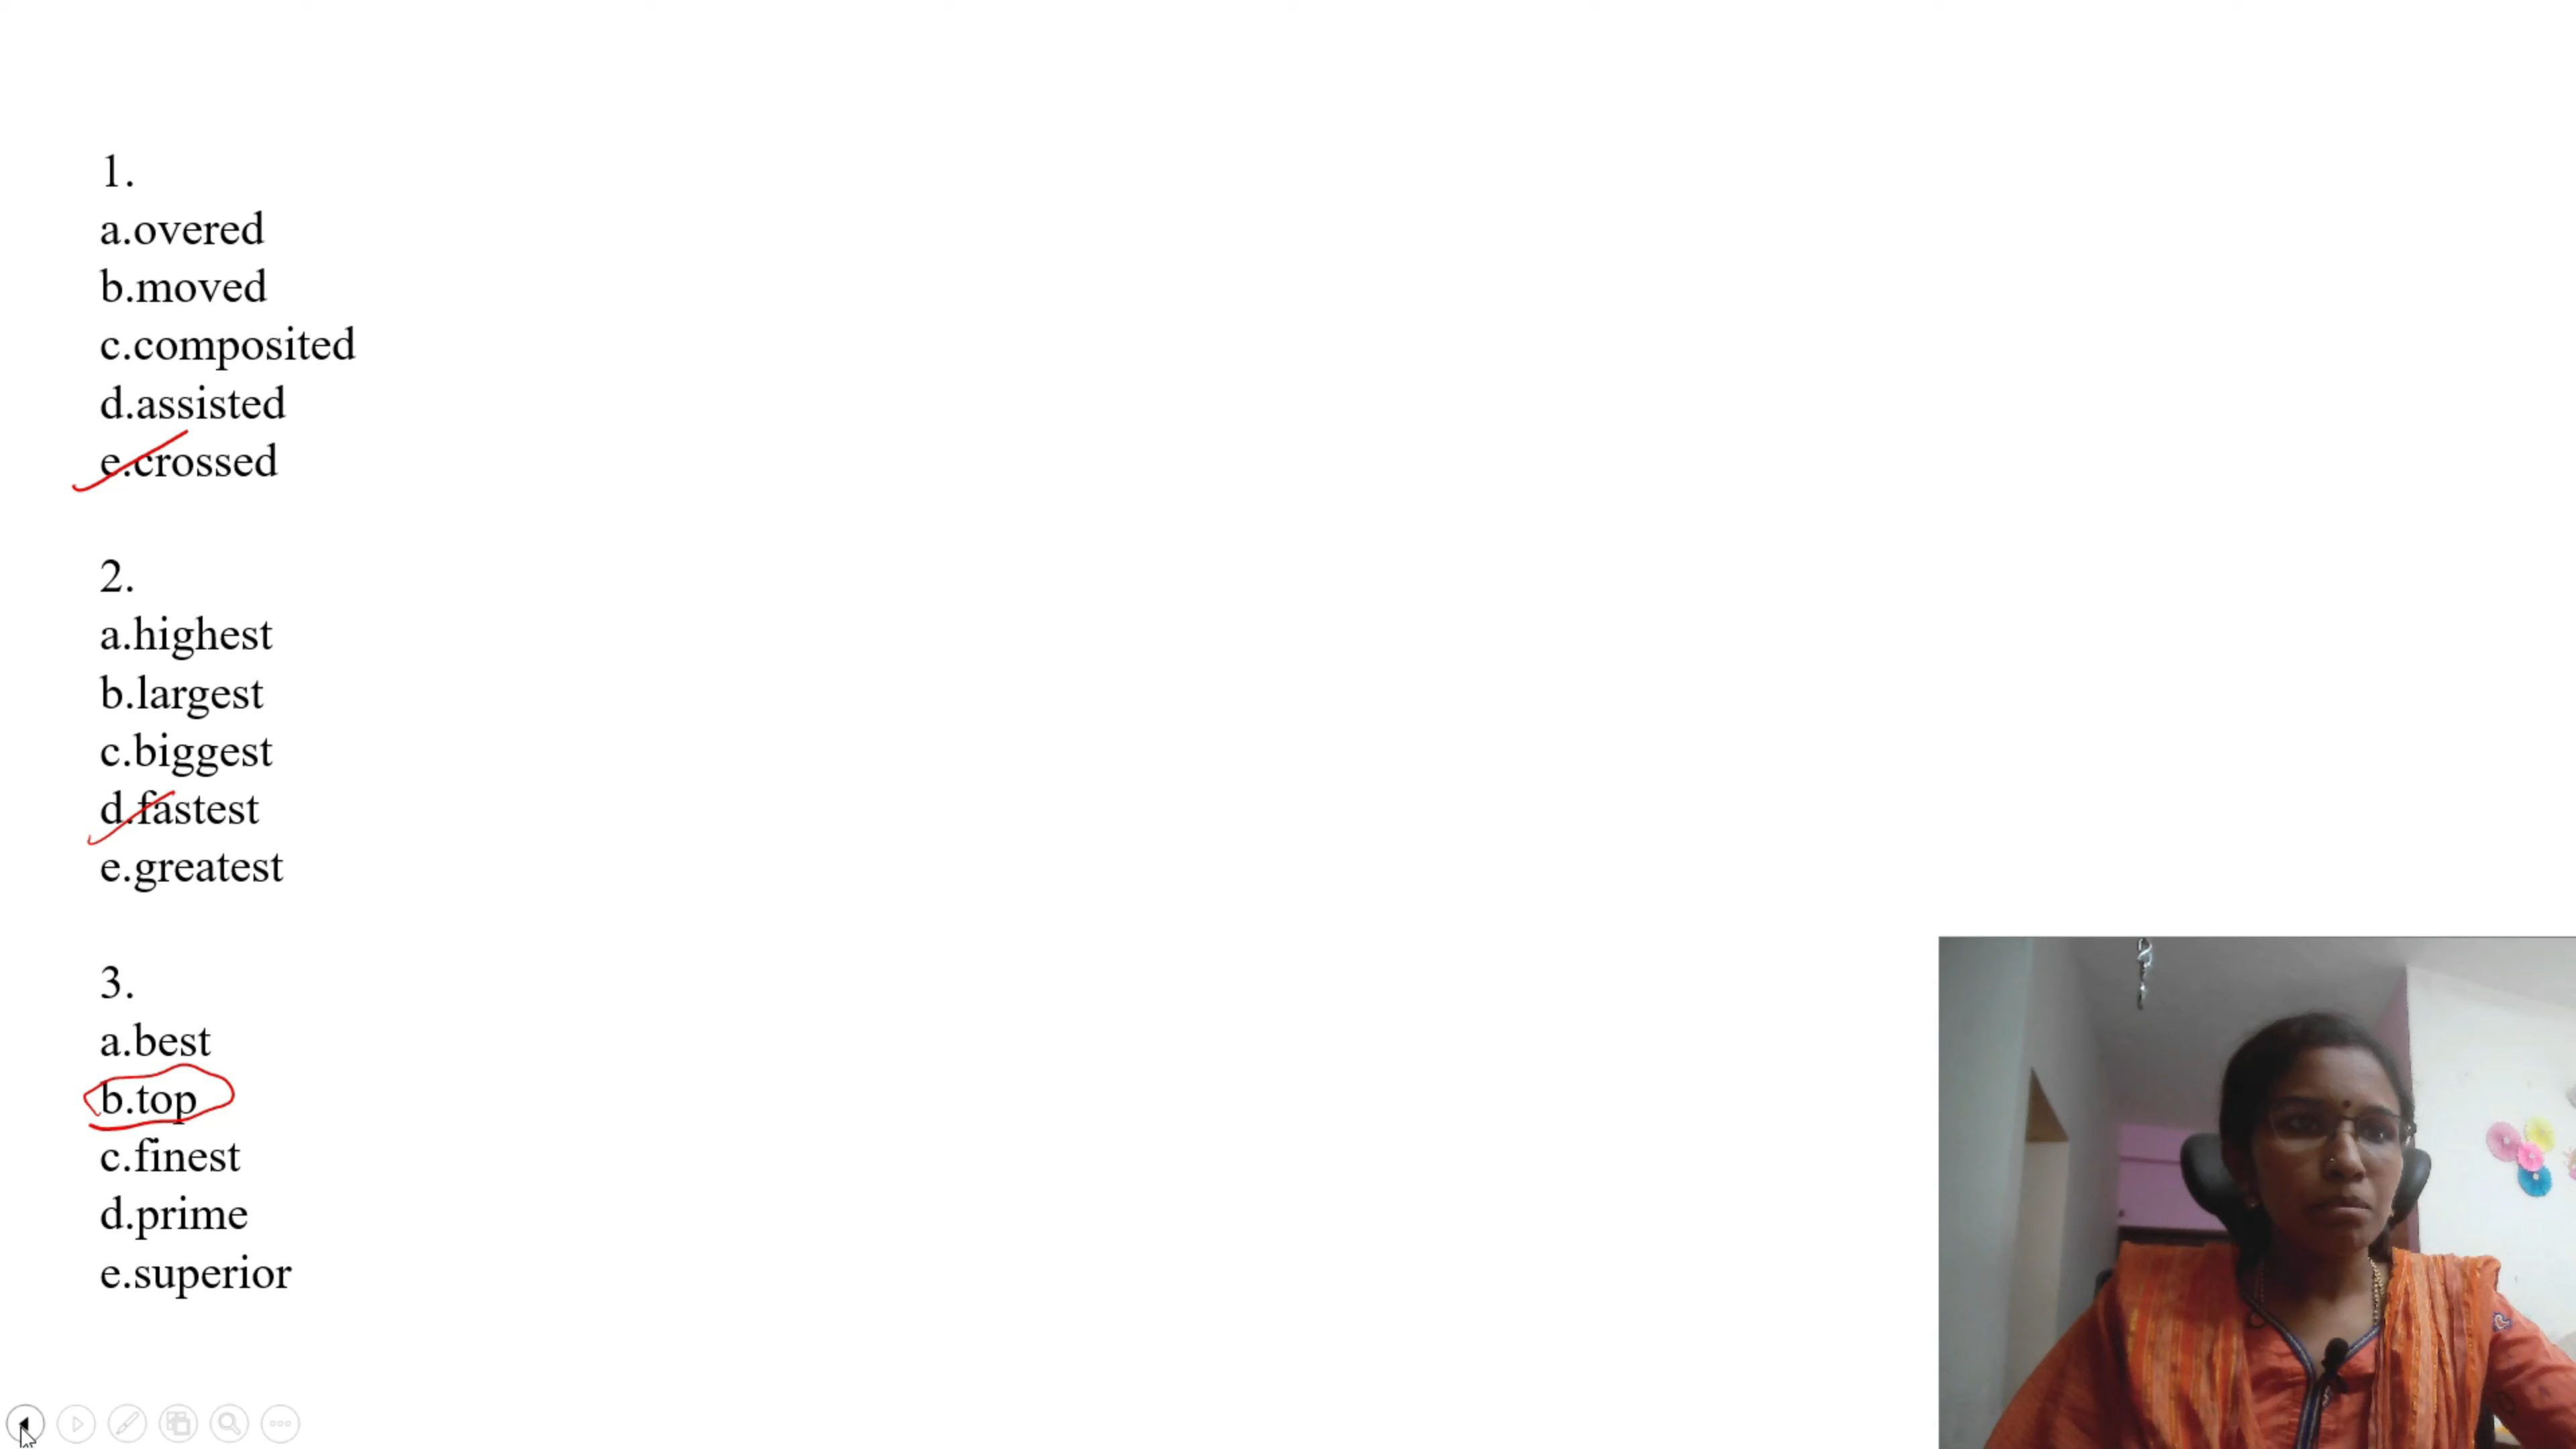 1.
a.overed
b.moved
c.composited
d.assisted
e.crossed
2.
a.highest
b.largest
c.biggest
d.fastest
e.greatest
3.
a.best
b.top
c.finest
d.prime
e.superior